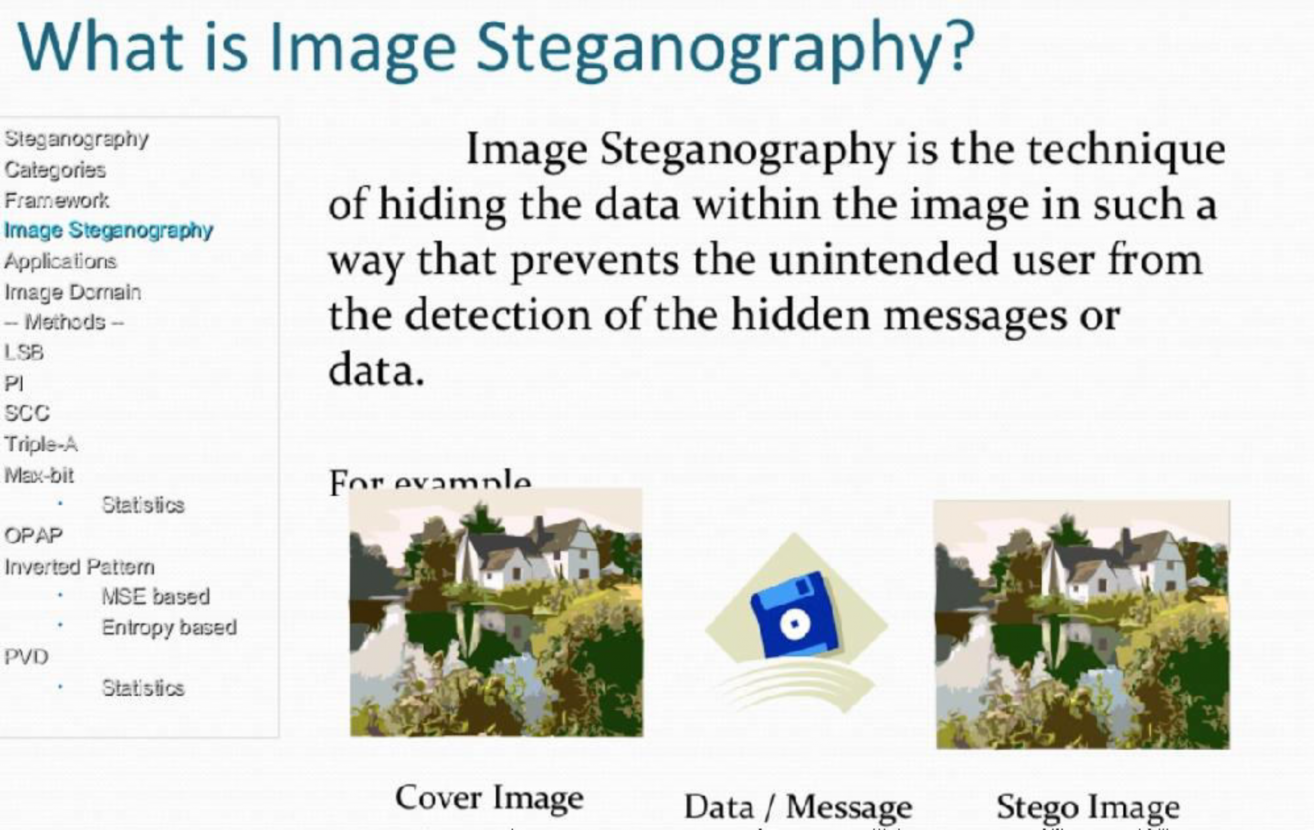 What is Image Steganography?
Steganography
Categories
Framework
Image Steganography
Applications
Image Domain
-- Methods --
LSB
PI
SCC
Triple-A
Max-bit
· Statistics
OPAP
Inverted Pattern
· MSE based
· Entropy based
PVD
· Statistics
Image Steganography is the technique
of hiding the data within the image in such a
way that prevents the unintended user from
the detection of the hidden messages or
data.
For example
Cover Image
Data / Message
Stego Image